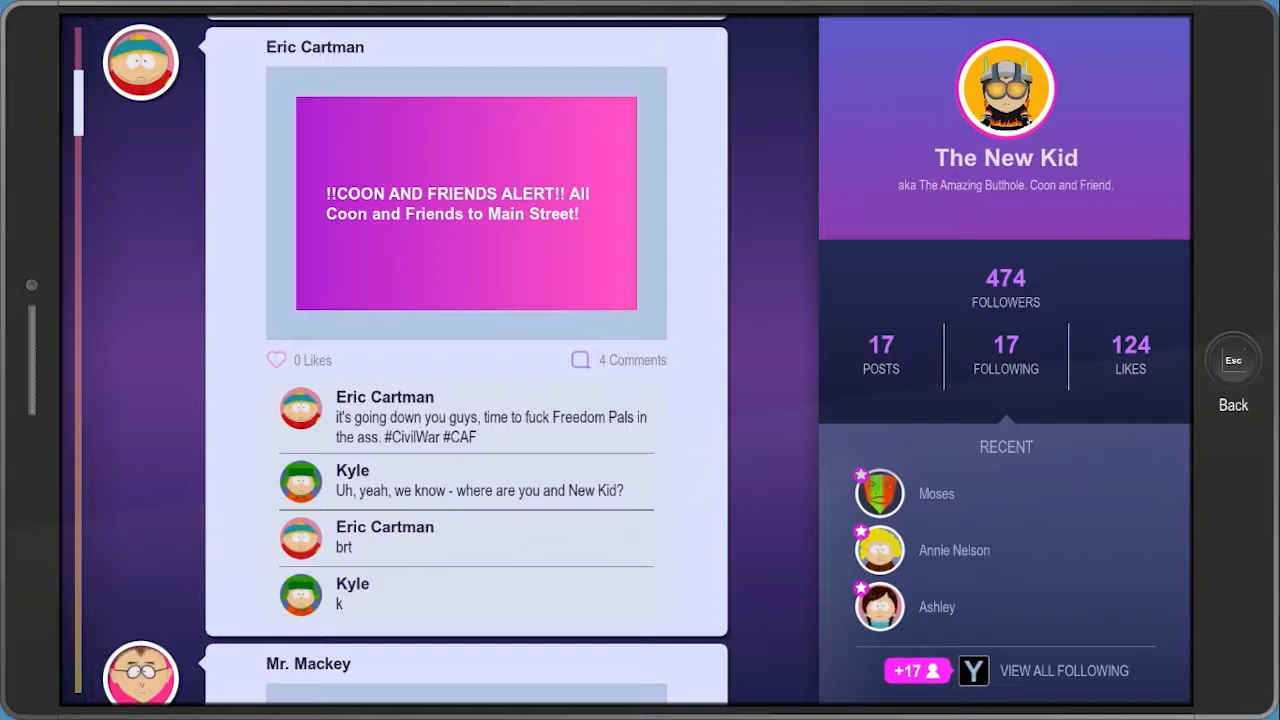 Eric Cartman
!!COON AND FRIENDS ALERT!! All
Coon and Friends to Main Street!
0 Likes
4 Comments
Eric Cartman
it's going down you guys, time to fuck Freedom Pals in
the ass. #CivilWar #CAF
Kyle
Uh, yeah, we know - where are you and New Kid?
Eric Cartman
brt
Kyle
k
Mr. Mackey
The New Kid
aka The Amazing Butthole. Coon and Friend.
474
FOLLOWERS
17
POSTS
17
FOLLOWING
124
LIKES
RECENT
Moses
Annie Nelson
Ashley
+17
Y
VIEW ALL FOLLOWING
Esc
Back